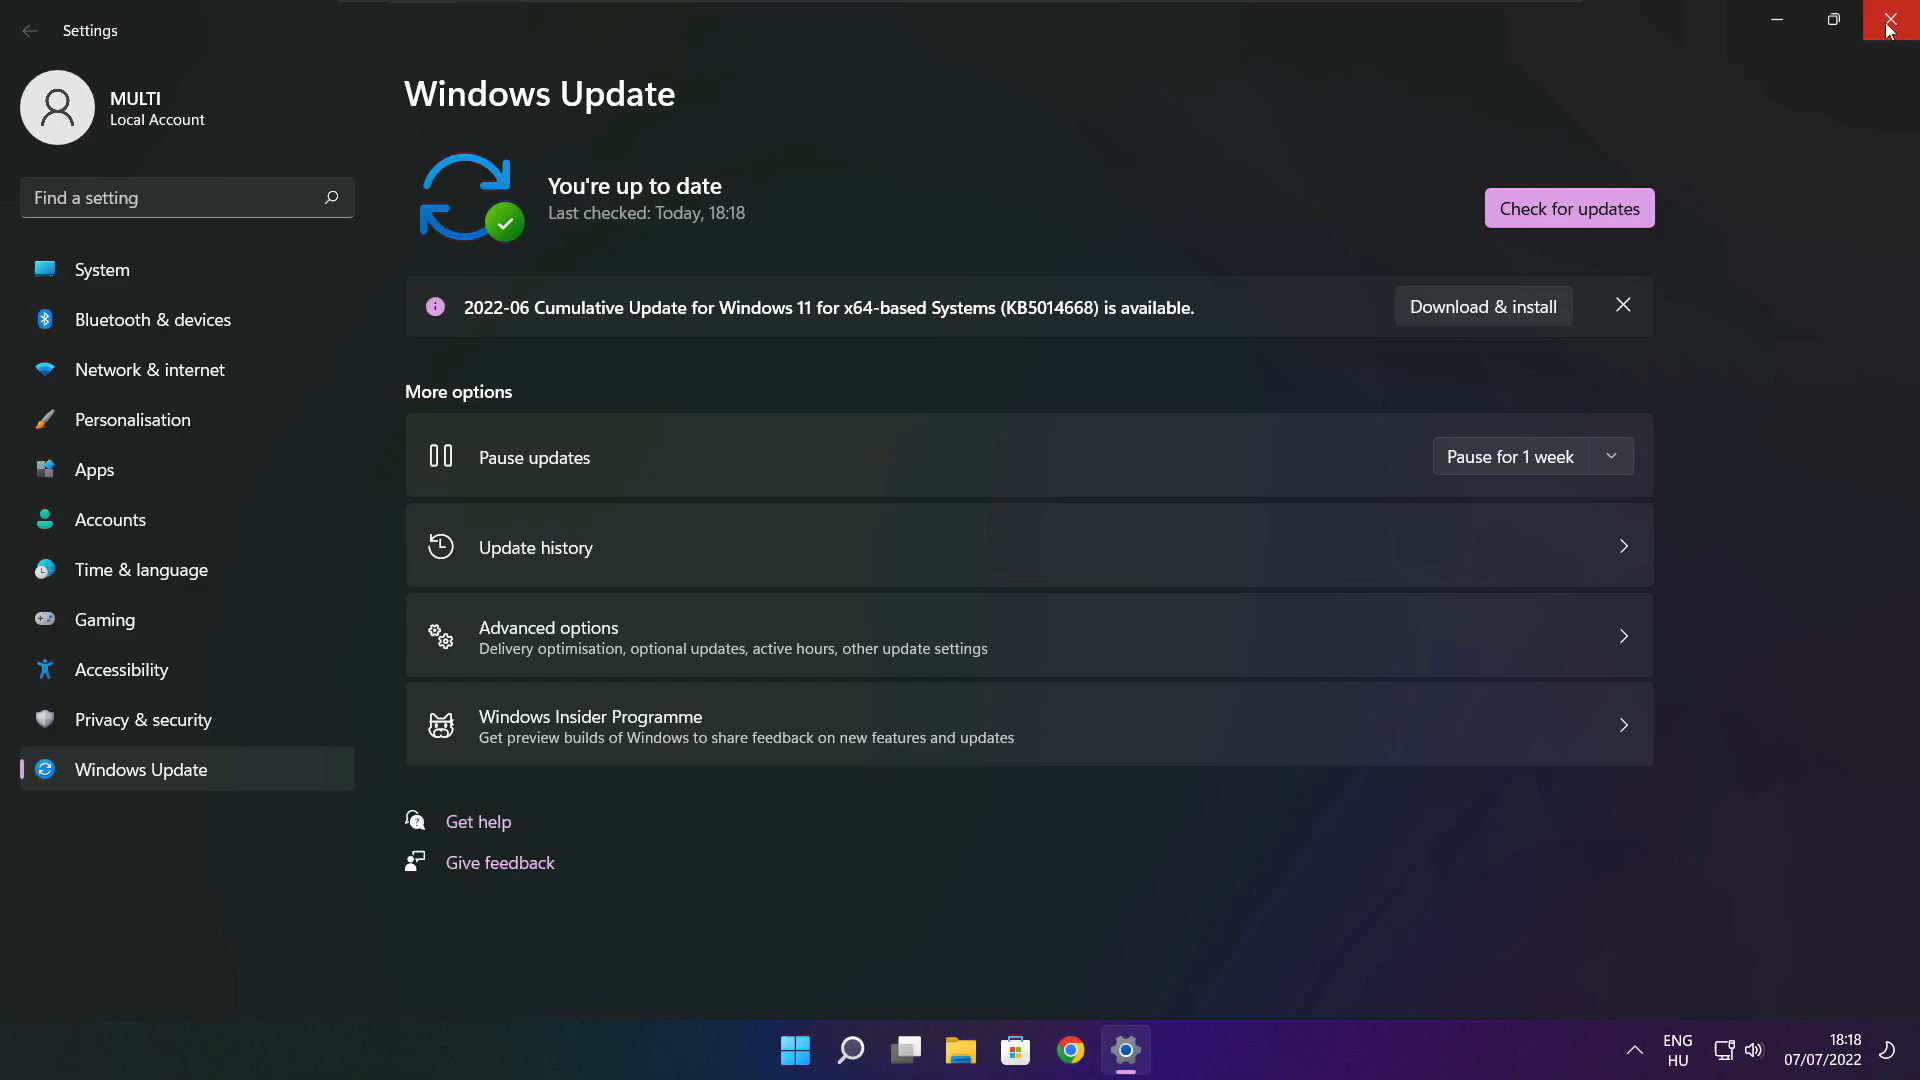 Settings
MULTI
Local Account
Find a setting
System
Bluetooth & devices
Network & internet
Personalisation
Apps
Accounts
Time & language
Gaming
Accessibility
Privacy & security
Windows Update
Windows Update
You're up to date
Last checked: Today, 18:18
Check for updates
2022-06 Cumulative Update for Windows 11 for x64-based Systems (KB5014668) is available.
Download & install
More options
Pause updates
Pause for 1 week
Update history
Advanced options
Delivery optimisation, optional updates, active hours, other update settings
Windows Insider Programme
Get preview builds of Windows to share feedback on new features and updates
Get help
Give feedback
ENG
HU
18:18
07/07/2022